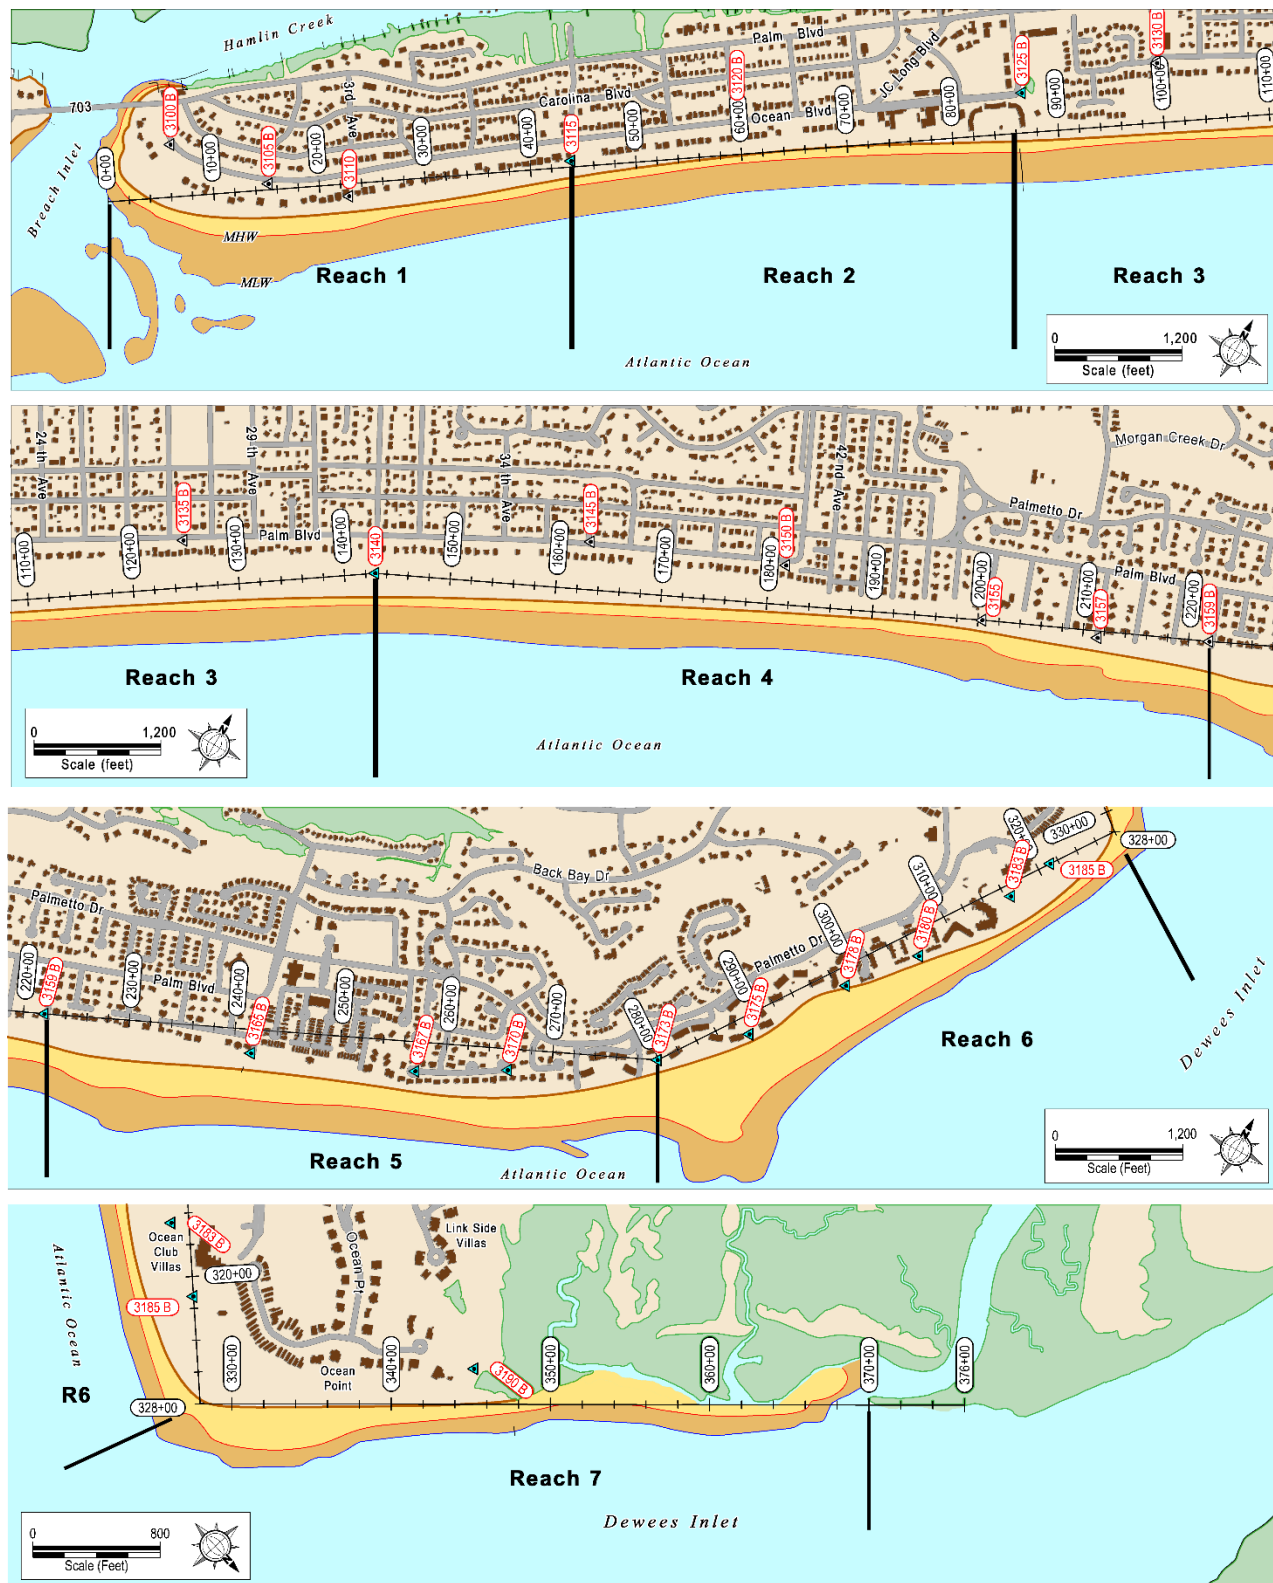 Hamlin Creek
Palm Blvd
703
3100 B
3rd Ave
Carolina Blvd
3120 B
JC Long Blvd
3125 B
3130 B
Ocean Blvd
0+00
10+00
3105 B
20+00
3110
30+00
40+00
3115
50+00
60+00
70+00
80+00
90+00
100+00
110+00
Breach Inlet
MHW
MLW
Reach 1
Reach 2
Reach 3
Atlantic Ocean
0 1,200
Scale (feet)
N
24th Ave
29th Ave
34th Ave
42nd Ave
Morgan Creek Dr
Palmetto Dr
Palm Blvd
Palm Blvd
110+00
120+00
3135 B
130+00
140+00
3140
150+00
160+00
3145 B
170+00
180+00
3150 B
190+00
200+00
3155
210+00
3157
220+00
3159 B
Reach 3
Reach 4
Atlantic Ocean
0 1,200
Scale (feet)
N
Palmetto Dr
Back Bay Dr
Palm Blvd
Palmetto Dr
220+00
3159 B
230+00
240+00
3165 B
250+00
3167 B
260+00
3170 B
270+00
280+00
3173 B
290+00
3175 B
300+00
3178 B
310+00
3180 B
320+00
3183 B
330+00
3185 B
328+00
Reach 5
Reach 6
Atlantic Ocean
Dewees Inlet
0 1,200
Scale (Feet)
N
Atlantic Ocean
Ocean
Club
Villas
3183 B
320+00
3185 B
Ocean Pt
Link Side
Villas
330+00
340+00
350+00
360+00
370+00
376+00
Ocean
Point
3190 B
R6
328+00
Reach 7
Dewees Inlet
0 800
Scale (Feet)
N